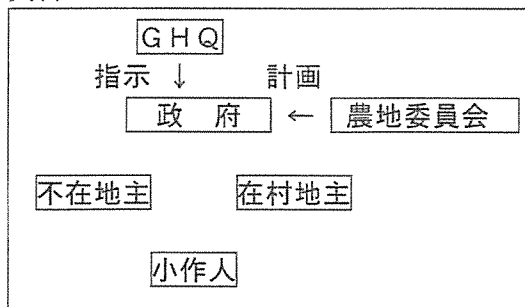 GHQ
指示 ↓ 計画
政 府 ← 農地委員会
不在地主 在村地主
小作人